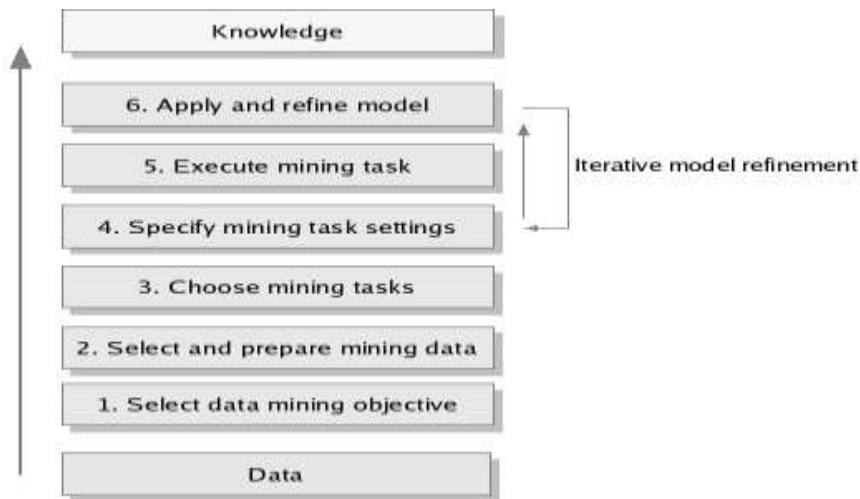 Knowledge
6. Apply and refine model
5. Execute mining task
Iterative model refinement
4. Specify mining task settings
3. Choose mining tasks
2. Select and prepare mining data
1. Select data mining objective
Data